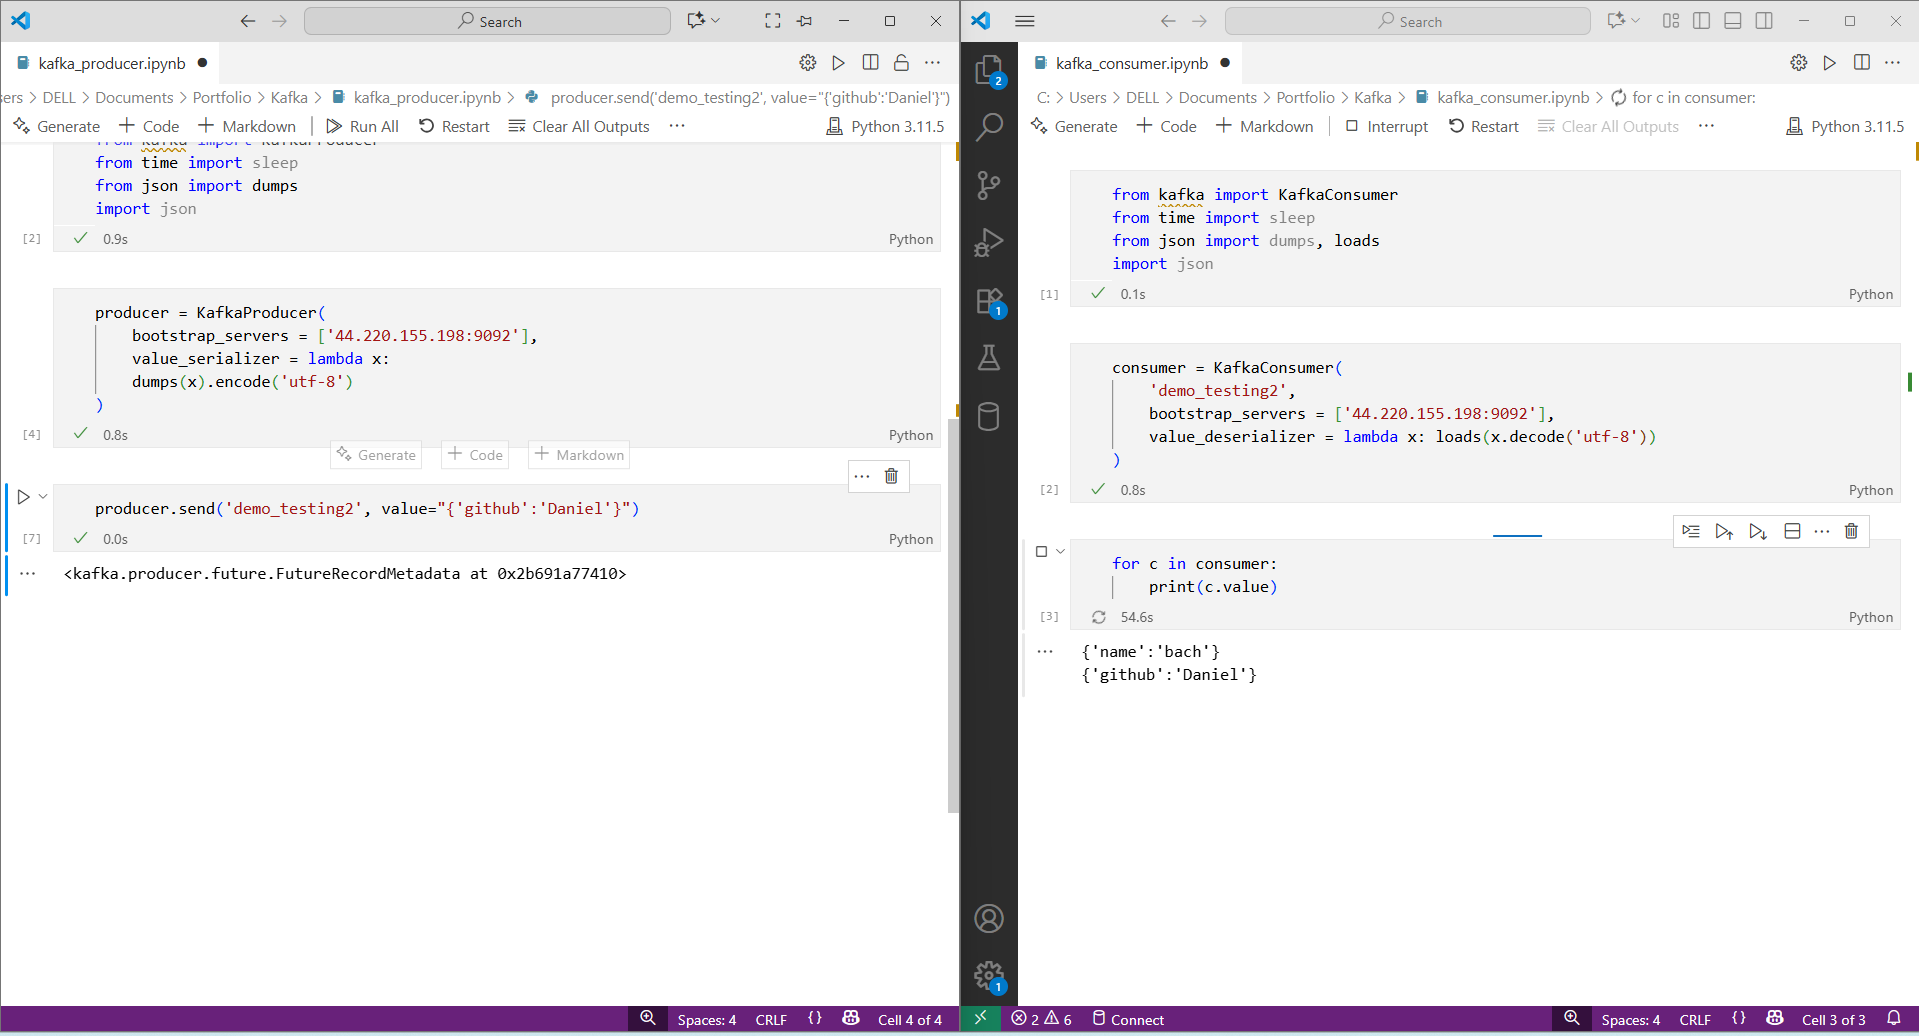 Search
kafka_producer.ipynb
ers > DELL > Documents > Portfolio > Kafka > kafka_producer.ipynb > producer.send('demo_testing2', value="{'github':'Daniel'}")
Generate + Code + Markdown Run All Restart Clear All Outputs ... Python 3.11.5
from kafka import KafkaProducer
from time import sleep
from json import dumps
import json
[2] 0.9s Python
producer = KafkaProducer(
bootstrap_servers = ['44.220.155.198:9092'],
value_serializer = lambda x:
dumps(x).encode('utf-8')
)
[4] 0.8s Python
Generate + Code + Markdown
producer.send('demo_testing2', value="{'github':'Daniel'}")
[7] 0.0s Python
<kafka.producer.future.FutureRecordMetadata at 0x2b691a77410>
Spaces: 4 CRLF {} Cell 4 of 4
Search
kafka_consumer.ipynb
C: > Users > DELL > Documents > Portfolio > Kafka > kafka_consumer.ipynb > for c in consumer:
Generate + Code + Markdown Interrupt Restart Clear All Outputs ... Python 3.11.5
2
1
1
from kafka import KafkaConsumer
from time import sleep
from json import dumps, loads
import json
[1] 0.1s Python
consumer = KafkaConsumer(
'demo_testing2',
bootstrap_servers = ['44.220.155.198:9092'],
value_deserializer = lambda x: loads(x.decode('utf-8'))
)
[2] 0.8s Python
for c in consumer:
print(c.value)
[3] 54.6s Python
{'name':'bach'}
{'github':'Daniel'}
2 6 Connect Spaces: 4 CRLF {} Cell 3 of 3